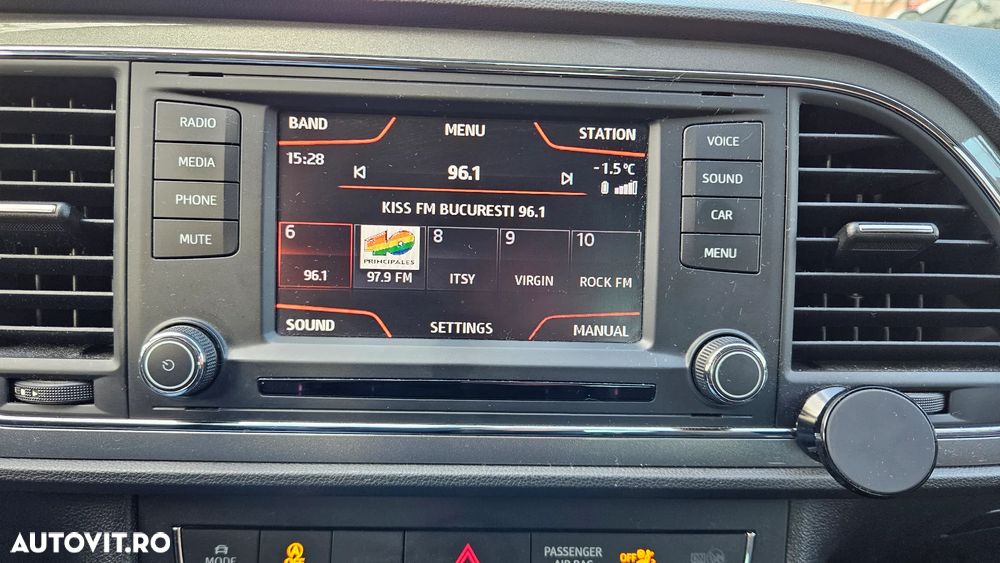 RADIO
MEDIA
PHONE
MUTE
BAND
MENU
STATION
15:28
96.1
-1.5°C
KISS FM BUCURESTI 96.1
6
96.1
10
PRINCIPALES
97.9 FM
8
ITSY
9
VIRGIN
10
ROCK FM
SOUND
SETTINGS
MANUAL
VOICE
SOUND
CAR
MENU
MODE
PASSENGER
AIR BAG
OFF
AUTOVIT.RO